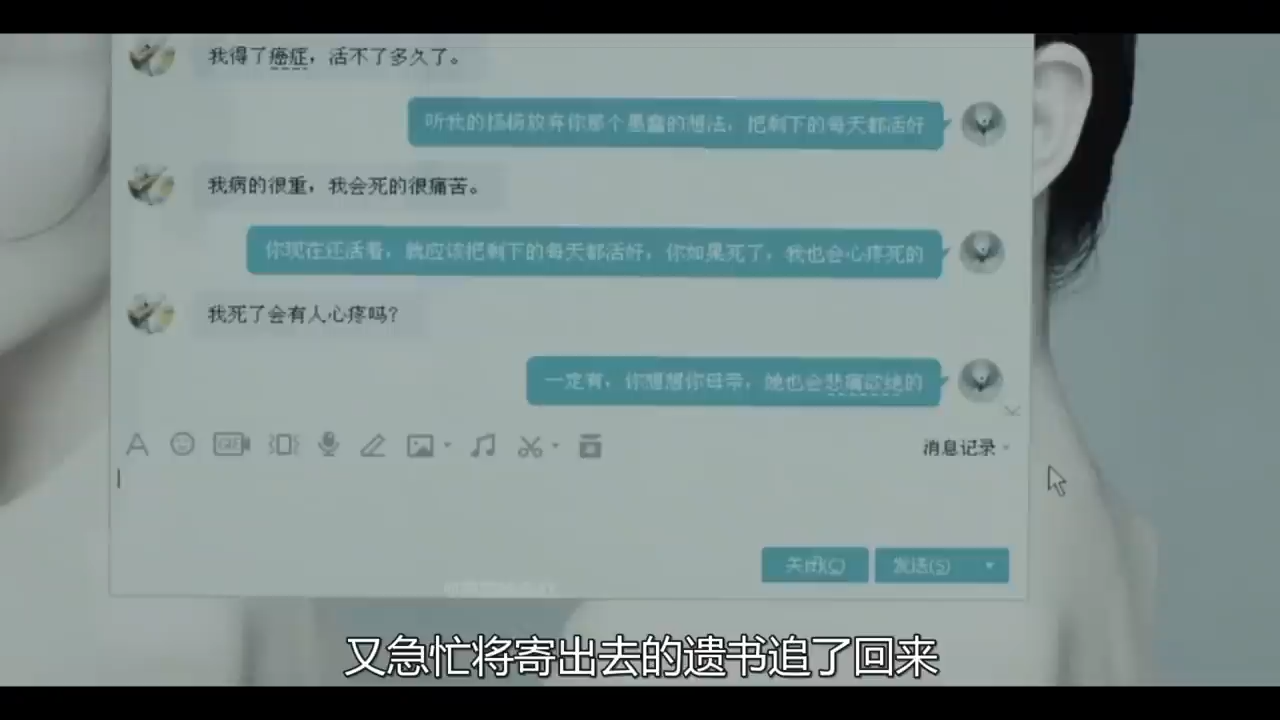 我得了癌症，活不了多久了。
听我的杨杨放弃你那个愚蠢的想法，把剩下的每天都活好
我病的很重，我会死的很痛苦。
你现在还活着，就应该把剩下的每天都活好，你如果死了，我也会心疼死的
我死了会有人心疼吗？
一定有，你想想你母亲，她也会悲痛欲绝的
GIF
消息记录
关闭(C)
发送(S)
又急忙将寄出去的遗书追了回来